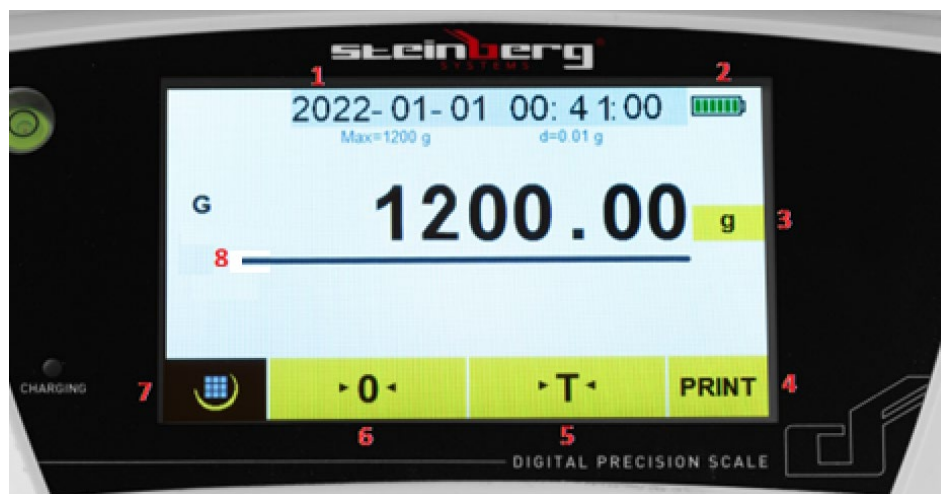 steinberg
SYSTEMS
1
2
2022-01-01 00:41:00
Max=1200 g d=0.01 g
G 1200.00 g
3
8
CHARGING
7
▸0◂ ▸T◂ PRINT
4
6
5
DIGITAL PRECISION SCALE